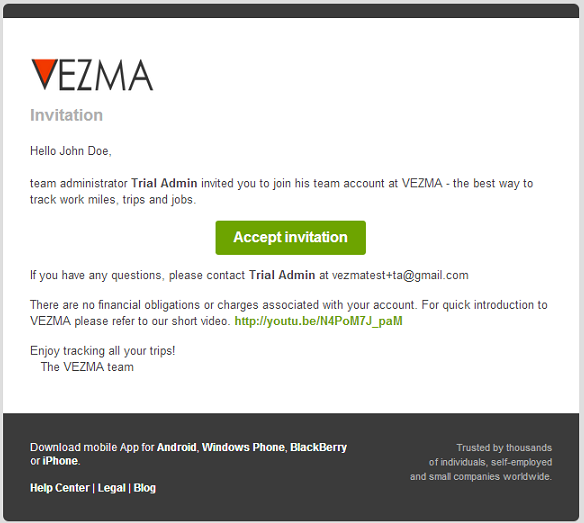 VEZMA
Invitation
Hello John Doe,
team administrator Trial Admin invited you to join his team account at VEZMA - the best way to
track work miles, trips and jobs.
Accept invitation
If you have any questions, please contact Trial Admin at vezmatest+ta@gmail.com
There are no financial obligations or charges associated with your account. For quick introduction to
VEZMA please refer to our short video. http://youtu.be/N4PoM7J_paM
Enjoy tracking all your trips!
The VEZMA team
Download mobile App for Android, Windows Phone, BlackBerry
or iPhone.
Help Center | Legal | Blog
Trusted by thousands
of individuals, self-employed
and small companies worldwide.